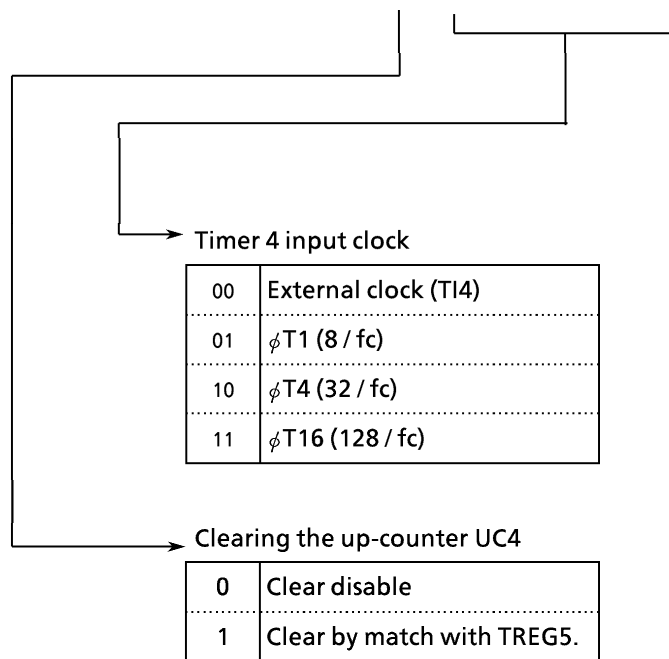 Timer 4 input clock
00 External clock (TI4)
01 ϕT1 (8 / fc)
10 ϕT4 (32 / fc)
11 ϕT16 (128 / fc)
Clearing the up-counter UC4
0 Clear disable
1 Clear by match with TREG5.